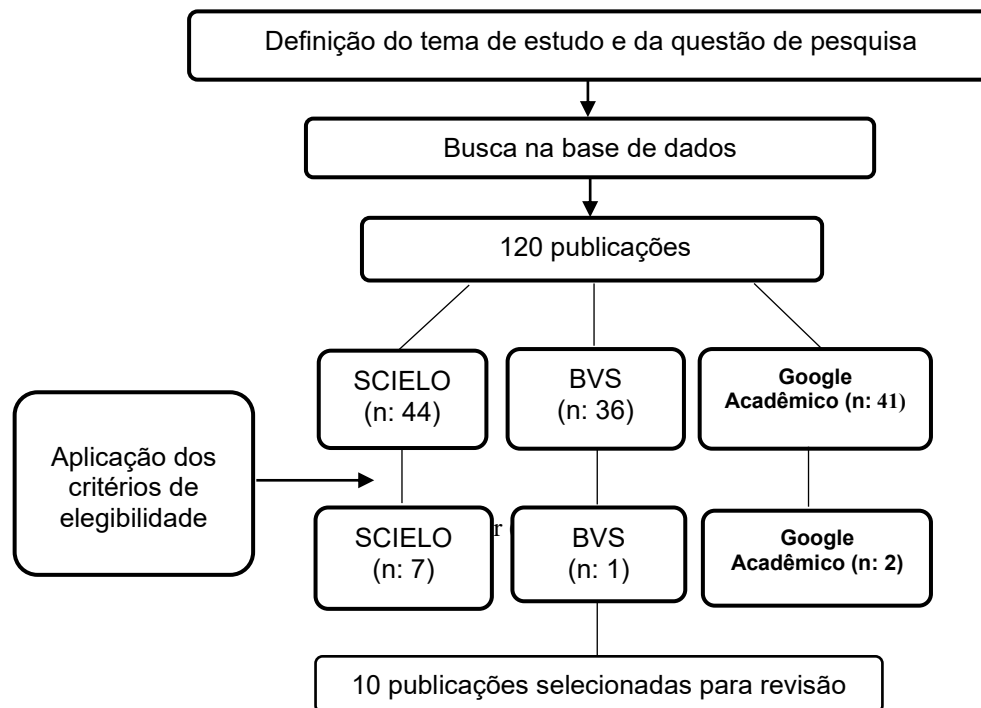 Definição do tema de estudo e da questão de pesquisa
Busca na base de dados
120 publicações
SCIELO
(n: 44)
BVS
(n: 36)
Google
Acadêmico (n: 41)
Aplicação dos
critérios de
elegibilidade
SCIELO
(n: 7)
r
BVS
(n: 1)
Google
Acadêmico (n: 2)
10 publicações selecionadas para revisão